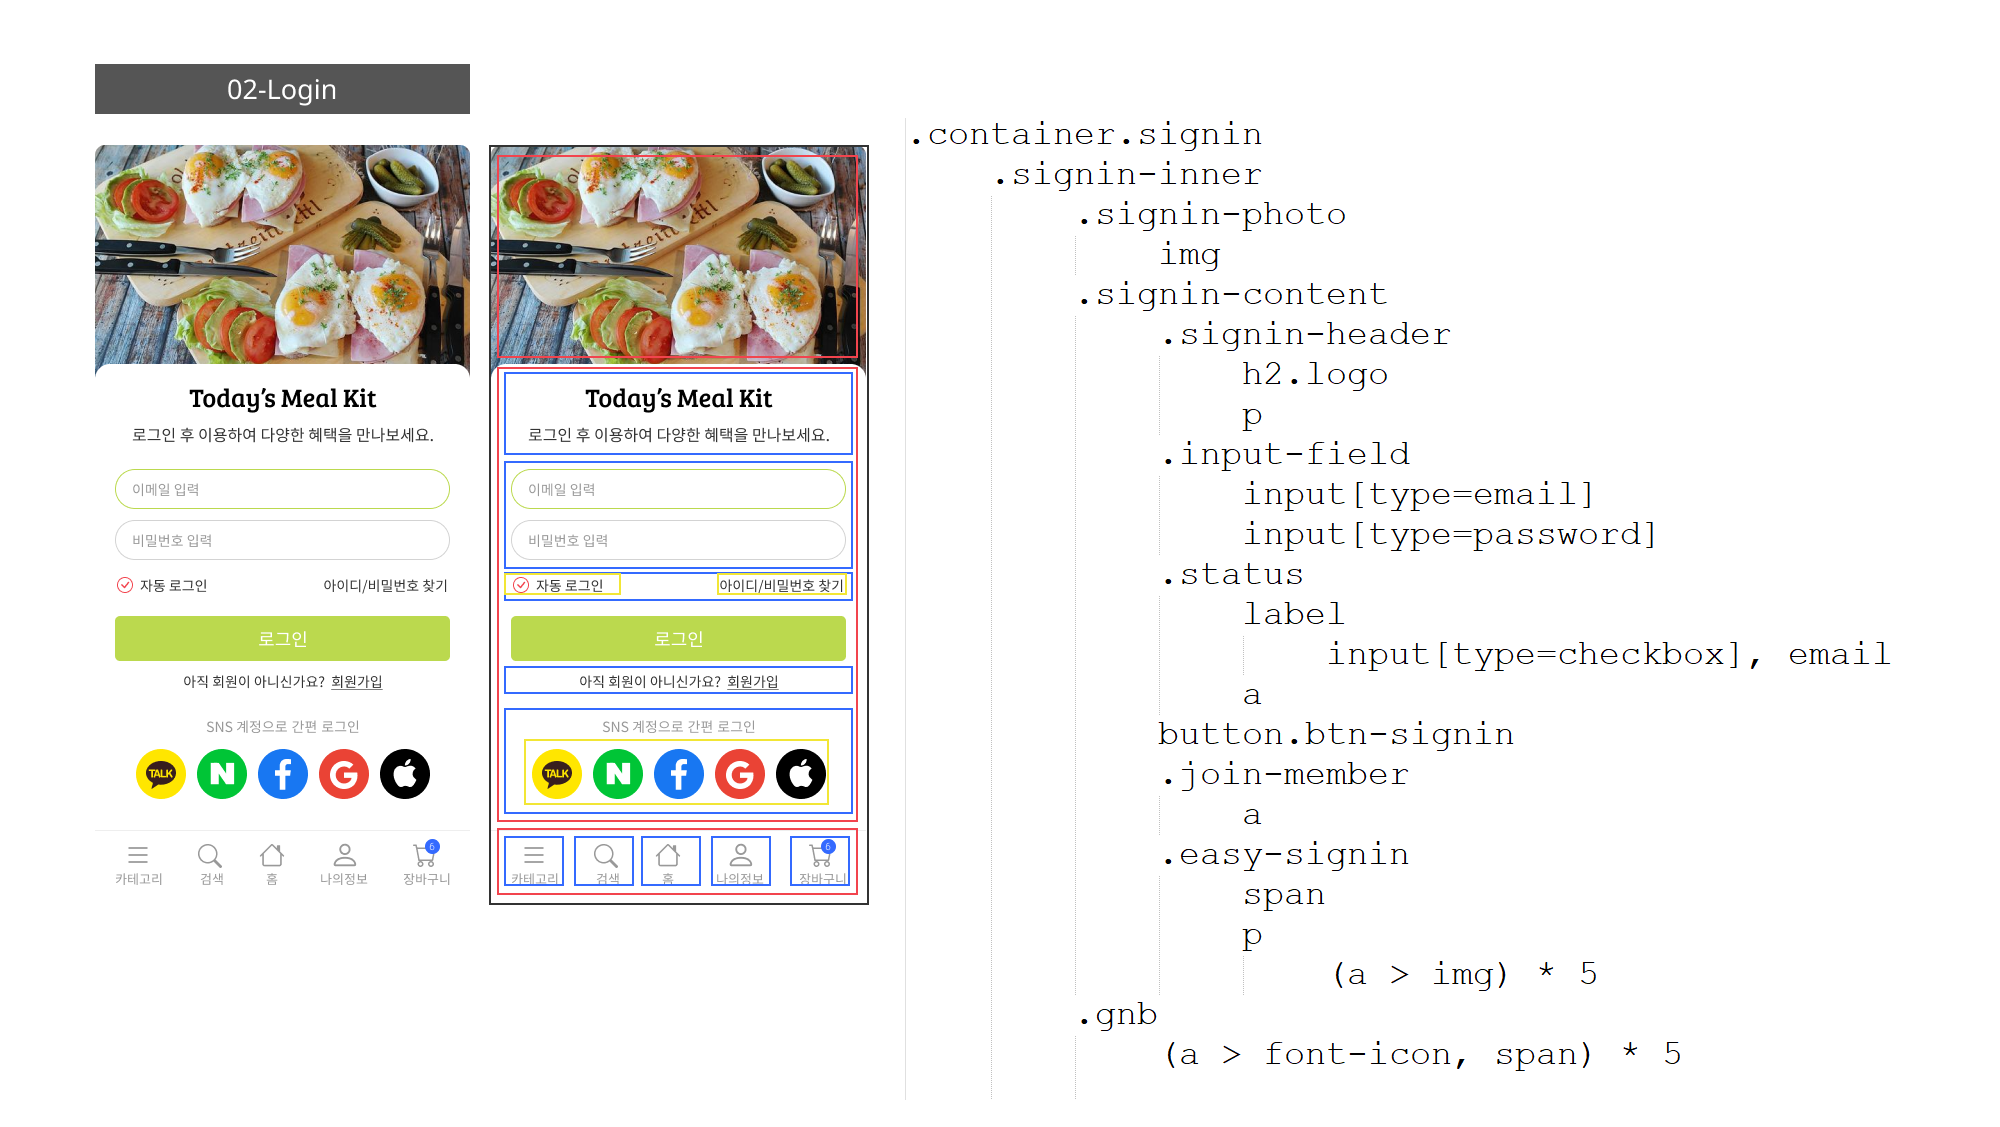 02-Login
Today's Meal Kit
로그인 후 이용하여 다양한 혜택을 만나보세요.
이메일 입력
비밀번호 입력
자동 로그인 아이디/비밀번호 찾기
로그인
아직 회원이 아니신가요? 회원가입
SNS 계정으로 간편 로그인
TALK N f G
6
카테고리 검색 홈 나의정보 장바구니
Today's Meal Kit
로그인 후 이용하여 다양한 혜택을 만나보세요.
이메일 입력
비밀번호 입력
자동 로그인 아이디/비밀번호 찾기
로그인
아직 회원이 아니신가요? 회원가입
SNS 계정으로 간편 로그인
TALK N f G
6
카테고리 검색 홈 나의정보 장바구니
.container.signin
.signin-inner
.signin-photo
img
.signin-content
.signin-header
h2.logo
p
.input-field
input[type=email]
input[type=password]
.status
label
input[type=checkbox], email
a
button.btn-signin
.join-member
a
.easy-signin
span
p
(a > img) * 5
.gnb
(a > font-icon, span) * 5